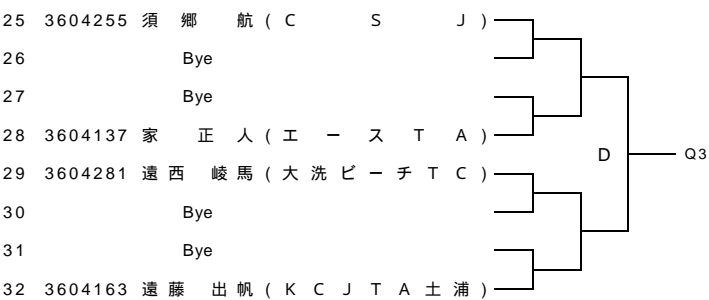 25 3604255 須 郷 航 ( C S J )
26 Bye
27 Bye
28 3604137 家 正 人 ( エ ー ス T A )
D Q3
29 3604281 遠 西 崚 馬 ( 大 洗 ビ ー チ T C )
30 Bye
31 Bye
32 3604163 遠 藤 出 帆 ( K C J T A 土 浦 )